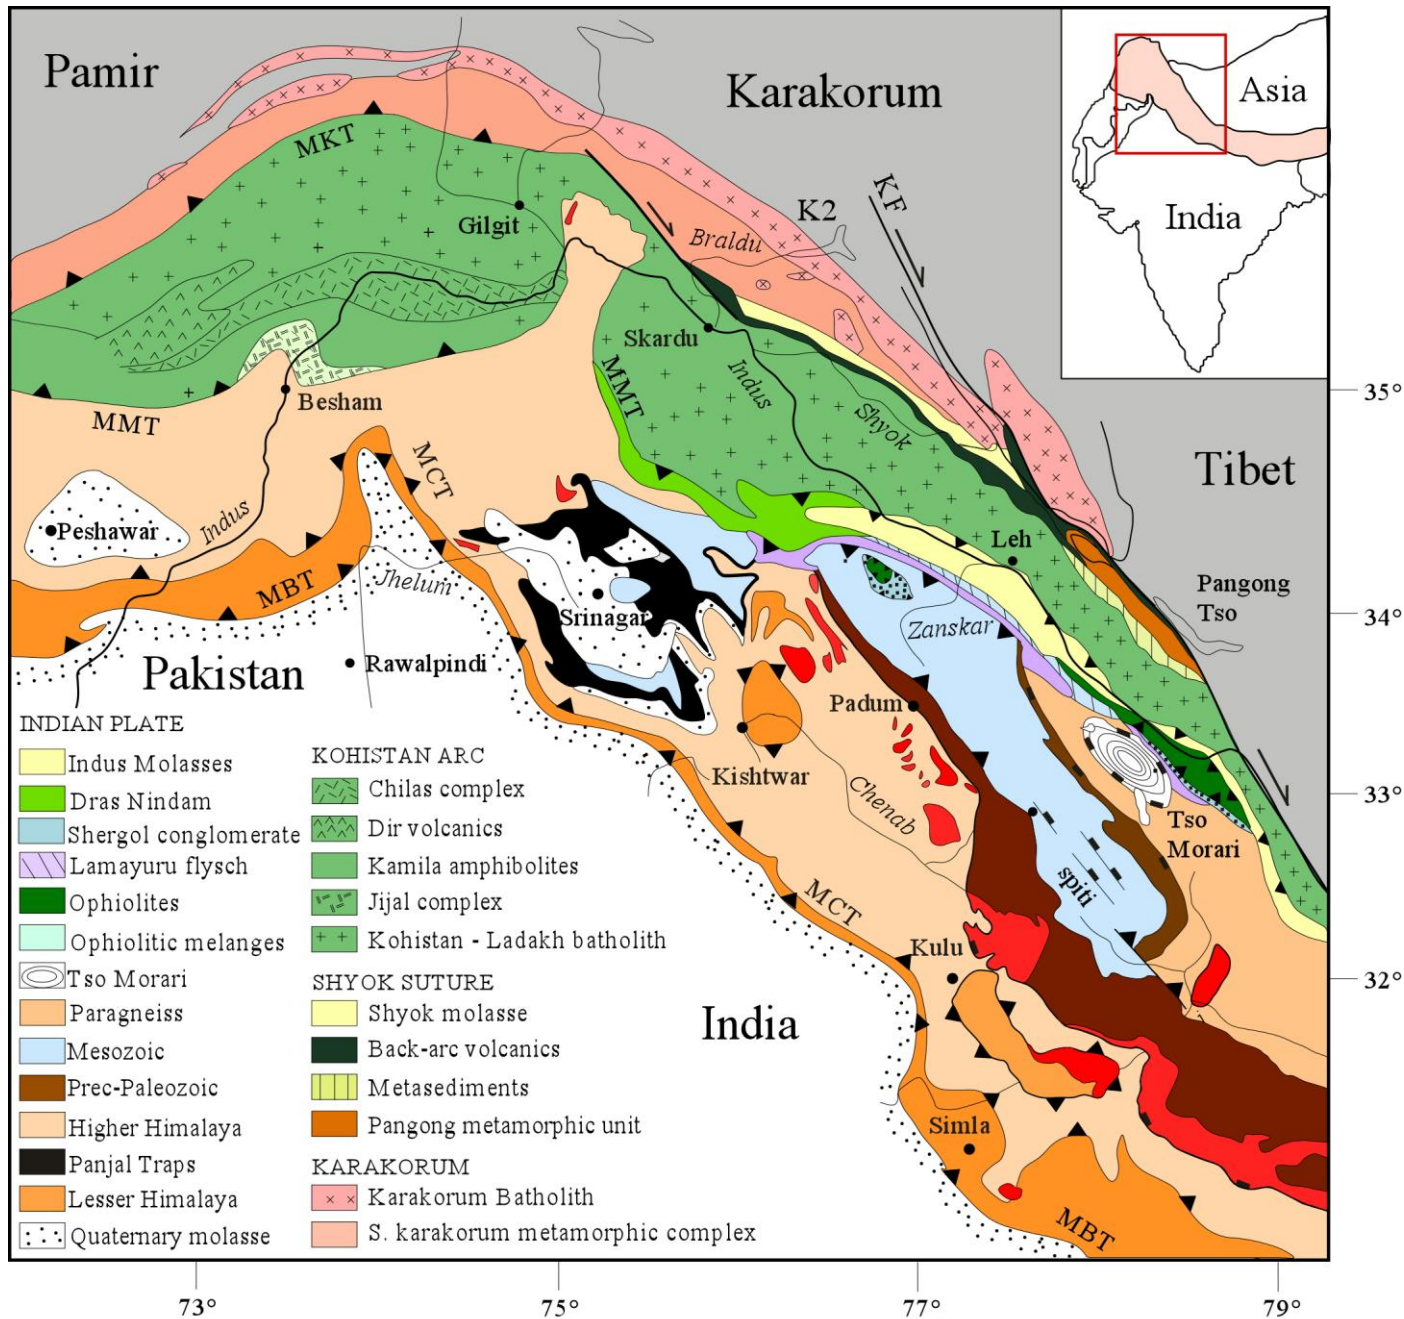 Pamir
Karakorum
Asia
India
MKT
KF
K2
Gilgit
Braldu
Skardu
Indus
Shyok
MMT
35°
Besham
MMT
MCT
Tibet
Peshawar
Indus
Leh
MBT
Jhelum
Pangong
Tso
34°
Srinagar
Zanskar
Pakistan
Rawalpindi
Padum
Kishtwar
Chenab
33°
Tso
Morari
spiti
MCT
Kulu
32°
India
Simla
MBT
INDIAN PLATE
Indus Molasses
Dras Nindam
Shergol conglomerate
Lamayuru flysch
Ophiolites
Ophiolitic melanges
Tso Morari
Paragneiss
Mesozoic
Prec-Paleozoic
Higher Himalaya
Panjal Traps
Lesser Himalaya
Quaternary molasse
KOHISTAN ARC
Chilas complex
Dir volcanics
Kamila amphibolites
Jijal complex
Kohistan - Ladakh batholith
SHYOK SUTURE
Shyok molasse
Back-arc volcanics
Metasediments
Pangong metamorphic unit
KARAKORUM
Karakorum Batholith
S. karakorum metamorphic complex
73°
75°
77°
79°